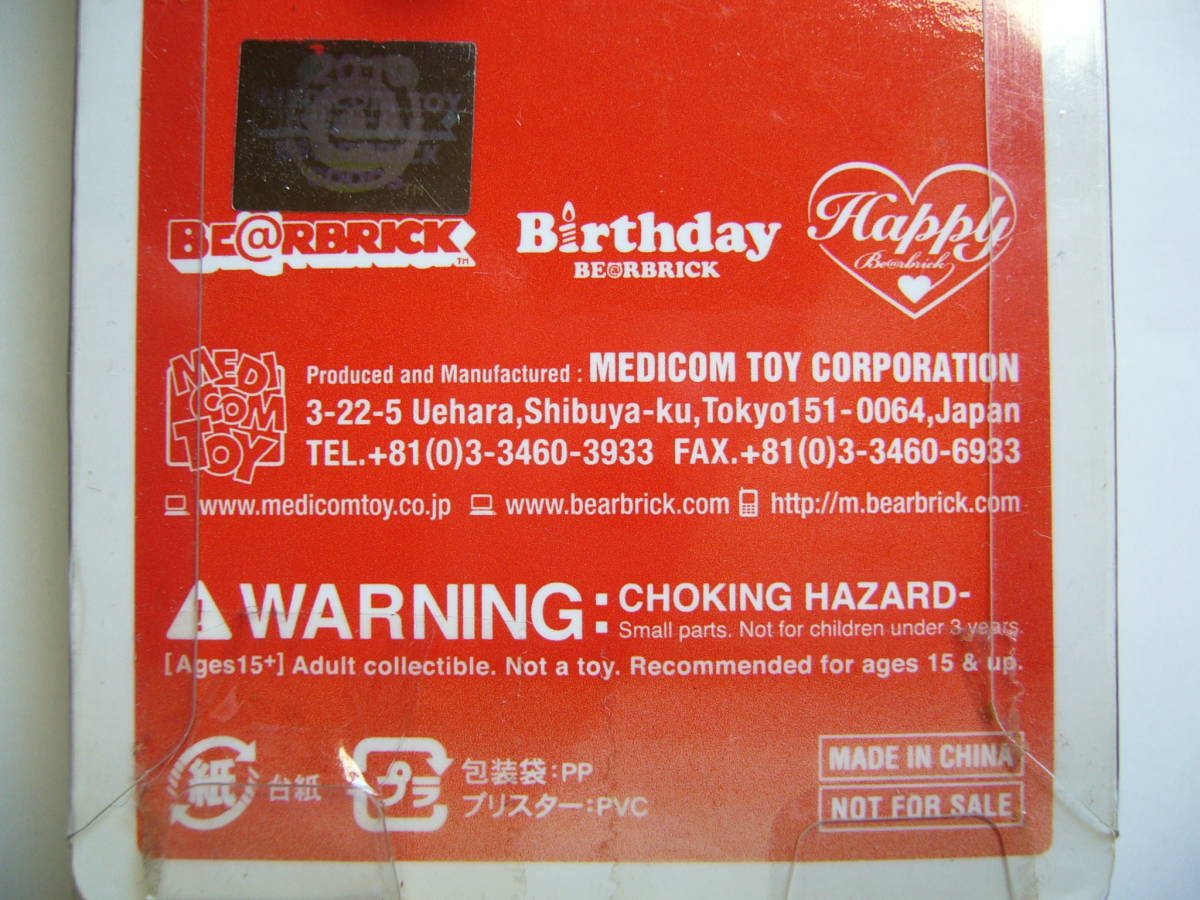 MEDICOM TOY
BE@RBRICK TM
Birthday
BE@RBRICK
Happy
Be@rbrick
MEDI
COM
TOY
Produced and Manufactured : MEDICOM TOY CORPORATION
3-22-5 Uehara,Shibuya-ku,Tokyo151-0064,Japan
TEL.+81(0)3-3460-3933 FAX.+81(0)3-3460-6933
www.medicomtoy.co.jp www.bearbrick.com http://m.bearbrick.com
WARNING: CHOKING HAZARD-
Small parts. Not for children under 3 years.
[Ages15+] Adult collectible. Not a toy. Recommended for ages 15 & up.
紙 台紙
プラ 包装袋:PP
ブリスター:PVC
MADE IN CHINA
NOT FOR SALE